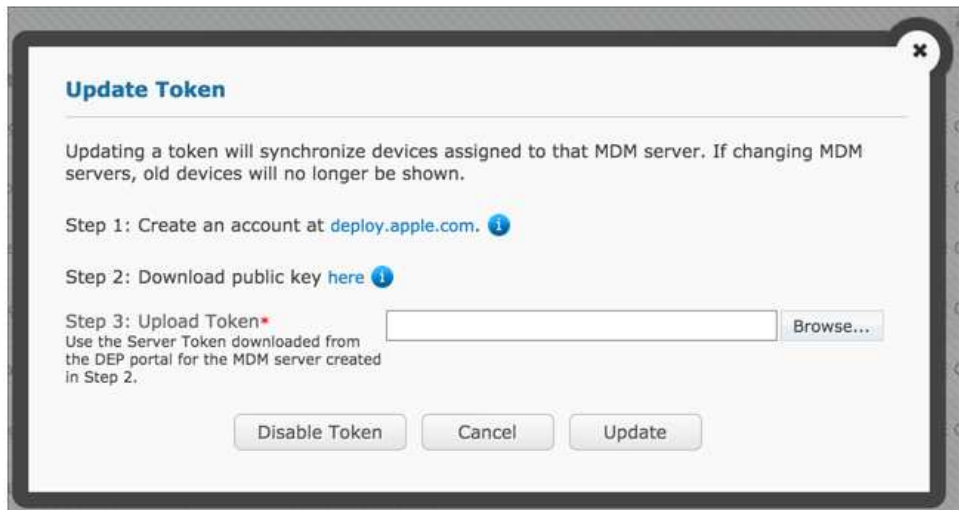 Update Token
Updating a token will synchronize devices assigned to that MDM server. If changing MDM
servers, old devices will no longer be shown.
Step 1: Create an account at deploy.apple.com. i
Step 2: Download public key here i
Step 3: Upload Token*
Browse...
Use the Server Token downloaded from
the DEP portal for the MDM server created
in Step 2.
Disable Token Cancel Update